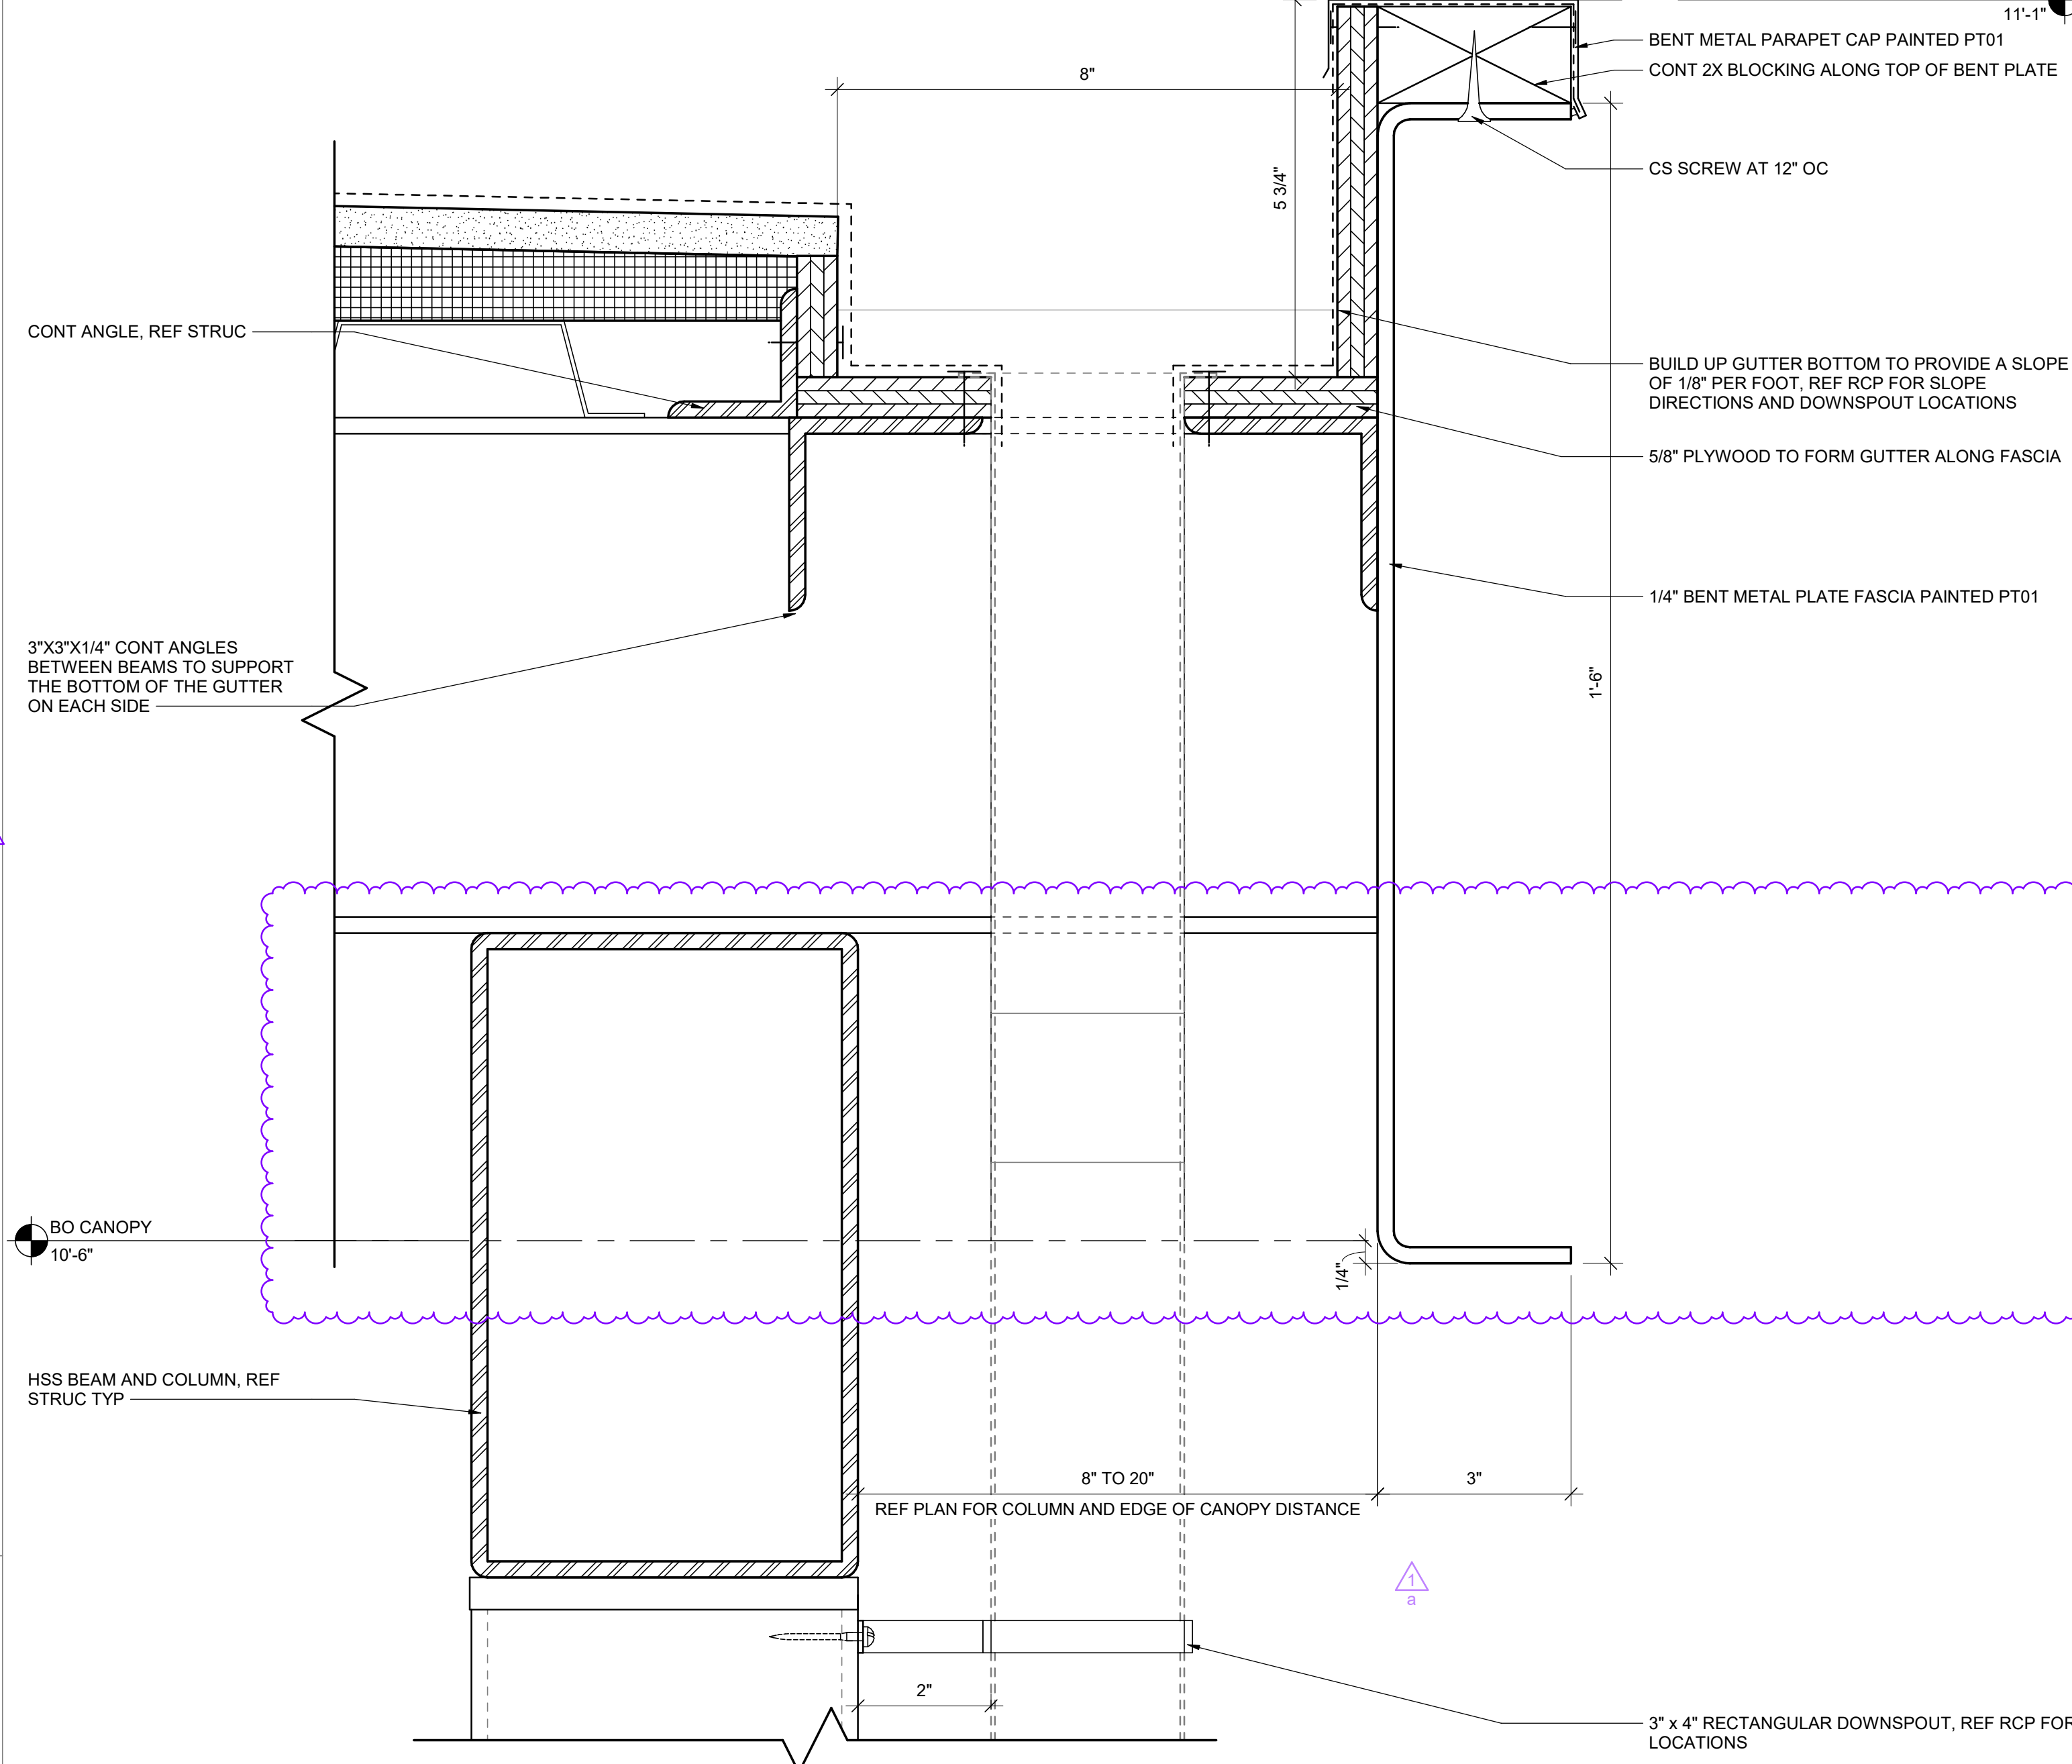 11'-1"
BENT METAL PARAPET CAP PAINTED PT01
CONT 2X BLOCKING ALONG TOP OF BENT PLATE
8"
CS SCREW AT 12" OC
5 3/4"
CONT ANGLE, REF STRUC
BUILD UP GUTTER BOTTOM TO PROVIDE A SLOPE
OF 1/8" PER FOOT, REF RCP FOR SLOPE
DIRECTIONS AND DOWNSPOUT LOCATIONS
5/8" PLYWOOD TO FORM GUTTER ALONG FASCIA
1/4" BENT METAL PLATE FASCIA PAINTED PT01
3"X3"X1/4" CONT ANGLES
BETWEEN BEAMS TO SUPPORT
THE BOTTOM OF THE GUTTER
ON EACH SIDE
1'-6"
BO CANOPY
10'-6"
1/4"
HSS BEAM AND COLUMN, REF
STRUC TYP
8" TO 20"
REF PLAN FOR COLUMN AND EDGE OF CANOPY DISTANCE
3"
1
a
2"
3" x 4" RECTANGULAR DOWNSPOUT, REF RCP FOR
LOCATIONS